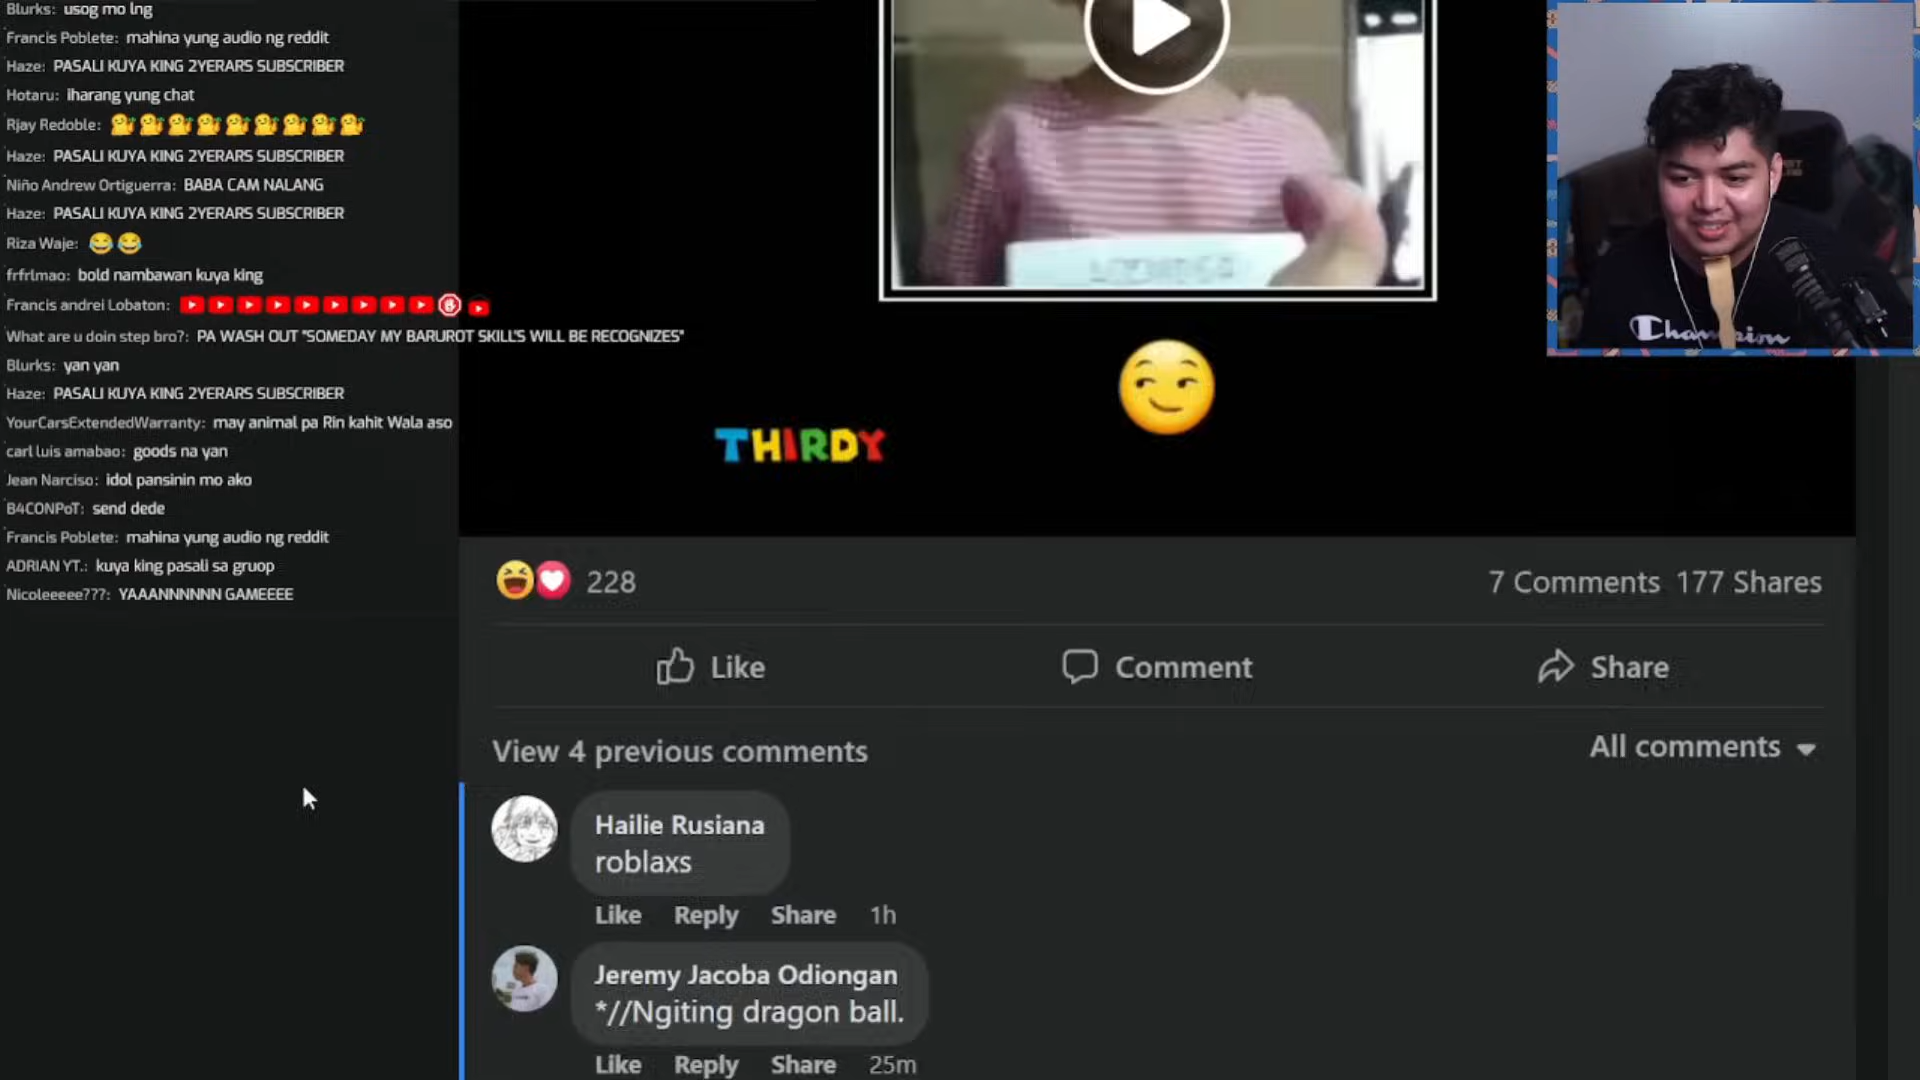 Blurks: usog mo lng
Francis Poblete: mahina yung audio ng reddit
Haze: PASALI KUYA KING 2YERARS SUBSCRIBER
Hotaru: iharang yung chat
Rjay Redoble:
Haze: PASALI KUYA KING 2YERARS SUBSCRIBER
Niño Andrew Ortiguerra: BABA CAM NALANG
Haze: PASALI KUYA KING 2YERARS SUBSCRIBER
Riza Waje: 😂😂
frfrlmao: bold nambawan kuya king
Francis andrei Lobaton:
What are u doin step bro?: PA WASH OUT "SOMEDAY MY BARUROT SKILL'S WILL BE RECOGNIZES"
Blurks: yan yan
Haze: PASALI KUYA KING 2YERARS SUBSCRIBER
YourCarsExtendedWarranty: may animal pa Rin kahit Wala aso
carl luis amabao: goods na yan
Jean Narciso: idol pansinin mo ako
B4CONPoT: send dede
Francis Poblete: mahina yung audio ng reddit
ADRIAN YT.: kuya king pasali sa gruop
Nicoleeeee???: YAAANNNNNN GAMEEEE
Champion
THIRDY
228
7 Comments 177 Shares
Like Comment Share
View 4 previous comments
All comments
Hailie Rusiana
roblaxs
Like Reply Share 1h
Jeremy Jacoba Odiongan
*//Ngiting dragon ball.
Like Reply Share 25m